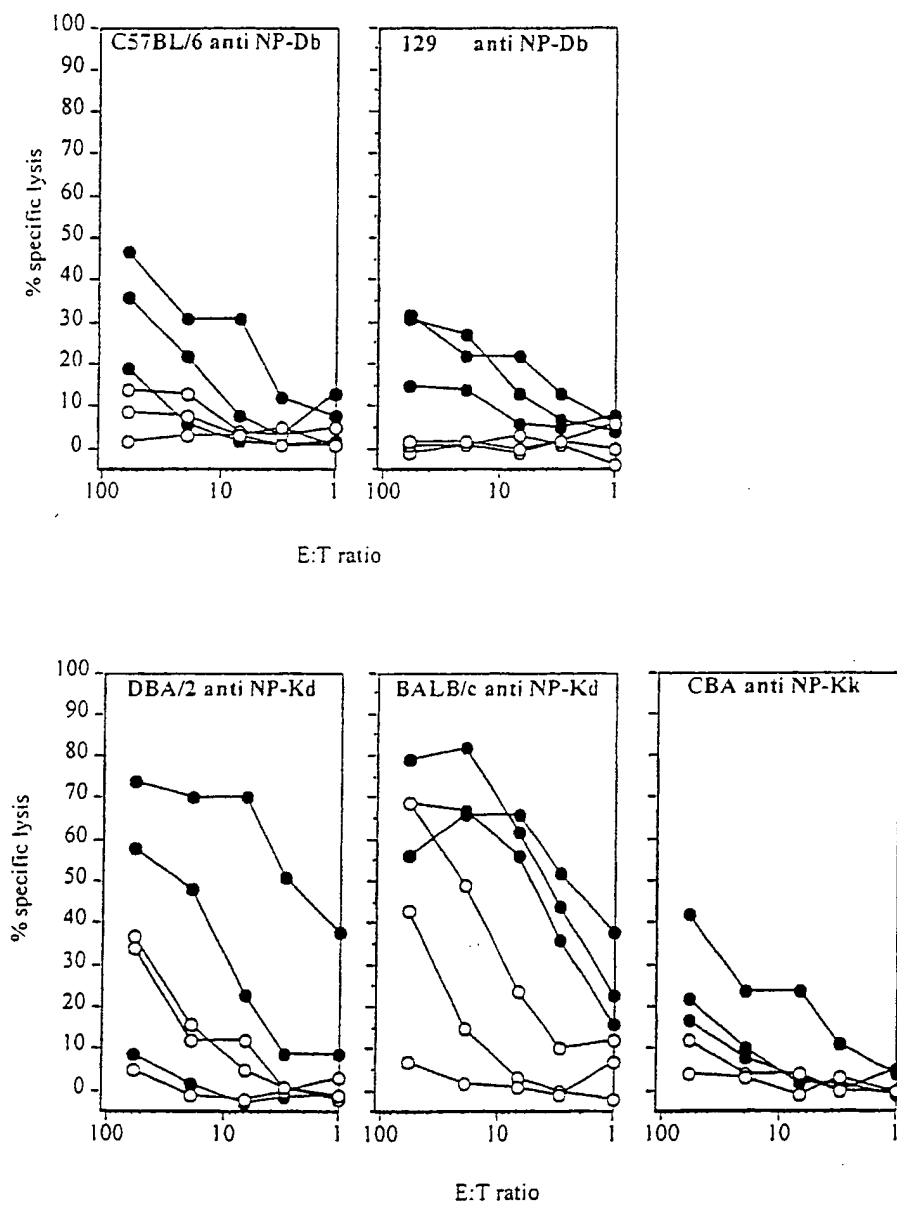 C57BL/6 anti NP-Db
129 anti NP-Db
100
90
80
70
60
50
40
30
20
10
0
% specific lysis
100 10 1
100 10 1
E:T ratio
DBA/2 anti NP-Kd
BALB/c anti NP-Kd
CBA anti NP-Kk
100
90
80
70
60
50
40
30
20
10
0
% specific lysis
100 10 1
100 10 1
100 10 1
E:T ratio